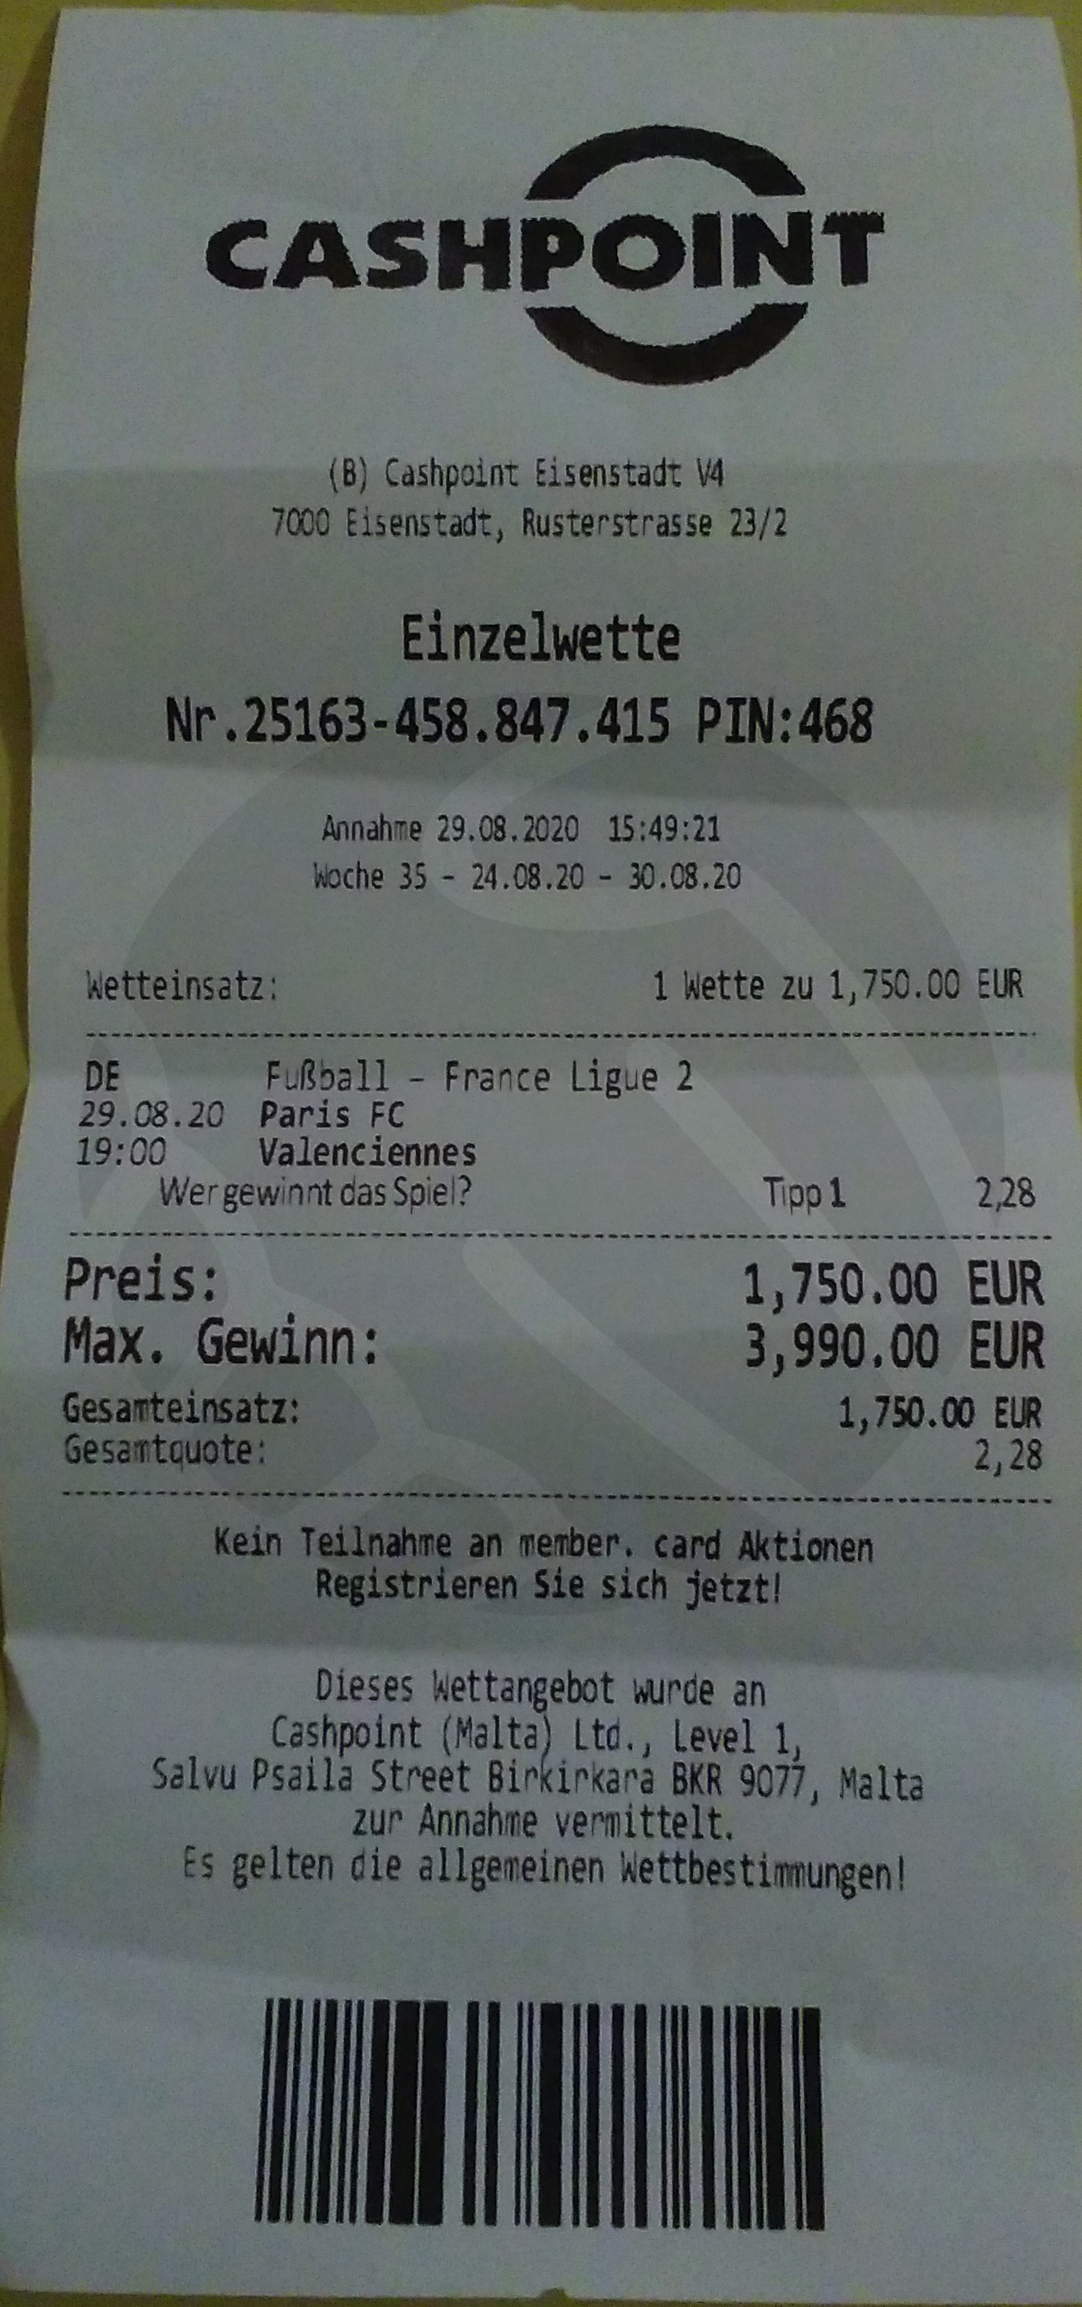 CASHPOINT
(B) Cashpoint Eisenstadt V4
7000 Eisenstadt, Rusterstrasse 23/2
Einzelwette
Nr.25163-458.847.415 PIN:468
Annahme 29.08.2020 15:49:21
Woche 35 - 24.08.20 - 30.08.20
Wetteinsatz: 1 Wette zu 1,750.00 EUR
DE Fußball - France Ligue 2
29.08.20 Paris FC
19:00 Valenciennes
Wer gewinnt das Spiel? Tipp 1 2,28
Preis: 1,750.00 EUR
Max. Gewinn: 3,990.00 EUR
Gesamteinsatz: 1,750.00 EUR
Gesamtquote: 2,28
Kein Teilnahme an member. card Aktionen
Registrieren Sie sich jetzt!
Dieses Wettangebot wurde an
Cashpoint (Malta) Ltd., Level 1,
Salvu Psaila Street Birkirkara BKR 9077, Malta
zur Annahme vermittelt.
Es gelten die allgemeinen Wettbestimmungen!